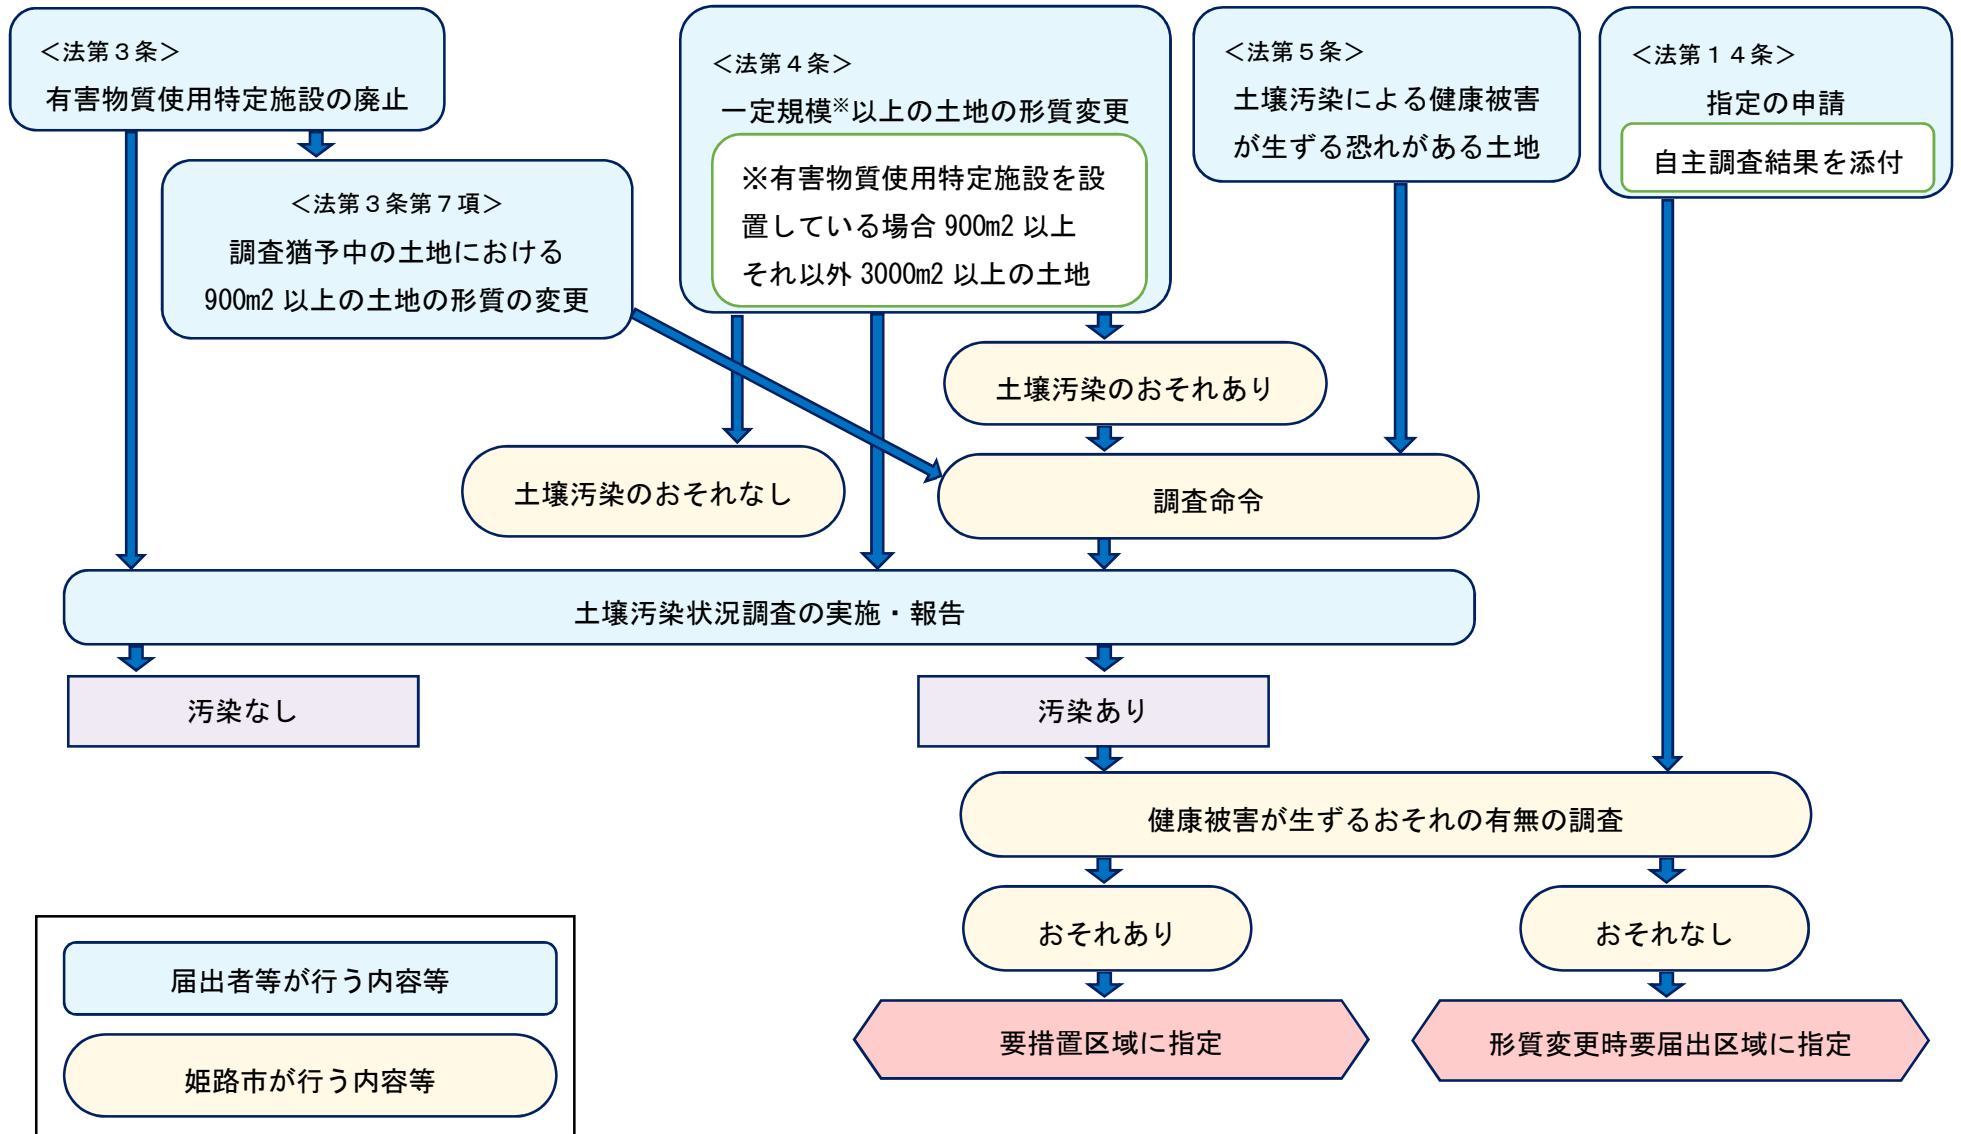 ＜法第３条＞
有害物質使用特定施設の廃止
＜法第３条第７項＞
調査猶予中の土地における
900m2 以上の土地の形質の変更
＜法第４条＞
一定規模※以上の土地の形質変更
※有害物質使用特定施設を設
置している場合 900m2 以上
それ以外 3000m2 以上の土地
＜法第５条＞
土壌汚染による健康被害
が生ずる恐れがある土地
＜法第１４条＞
指定の申請
自主調査結果を添付
土壌汚染のおそれあり
土壌汚染のおそれなし
調査命令
土壌汚染状況調査の実施・報告
汚染なし
汚染あり
健康被害が生ずるおそれの有無の調査
おそれあり
おそれなし
要措置区域に指定
形質変更時要届出区域に指定
届出者等が行う内容等
姫路市が行う内容等